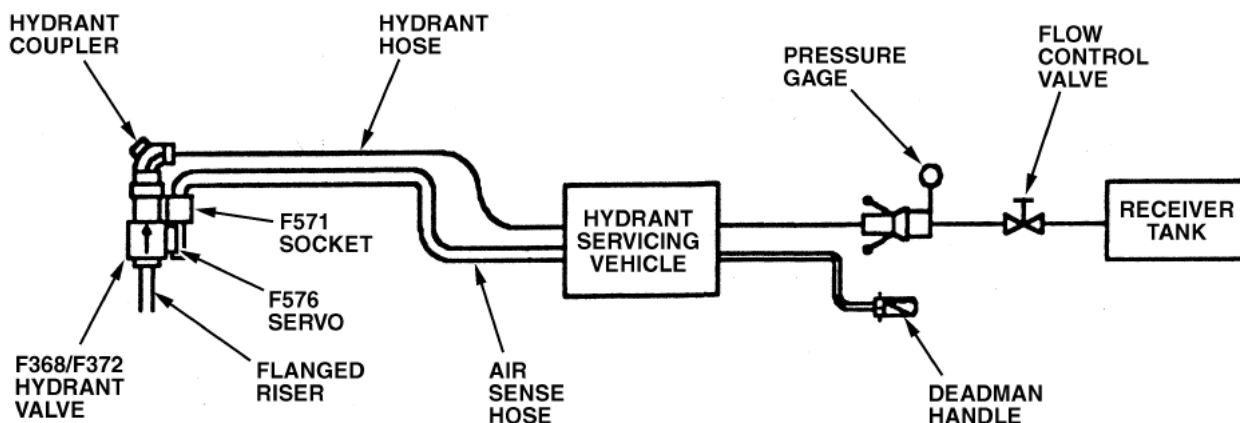 HYDRANT
COUPLER
HYDRANT
HOSE
PRESSURE
GAGE
FLOW
CONTROL
VALVE
F571
SOCKET
F576
SERVO
HYDRANT
SERVICING
VEHICLE
RECEIVER
TANK
F368/F372
HYDRANT
VALVE
FLANGED
RISER
AIR
SENSE
HOSE
DEADMAN
HANDLE